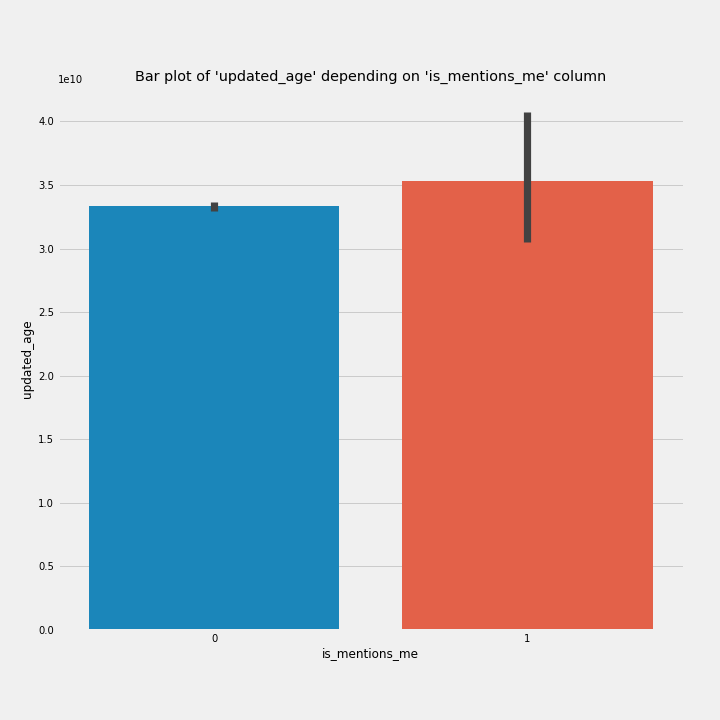 Bar plot of 'updated_age' depending on 'is_mentions_me' column
1e10
4.0
3.5
3.0
2.5
2.0
1.5
1.0
0.5
0.0
updated_age
0 1
is_mentions_me